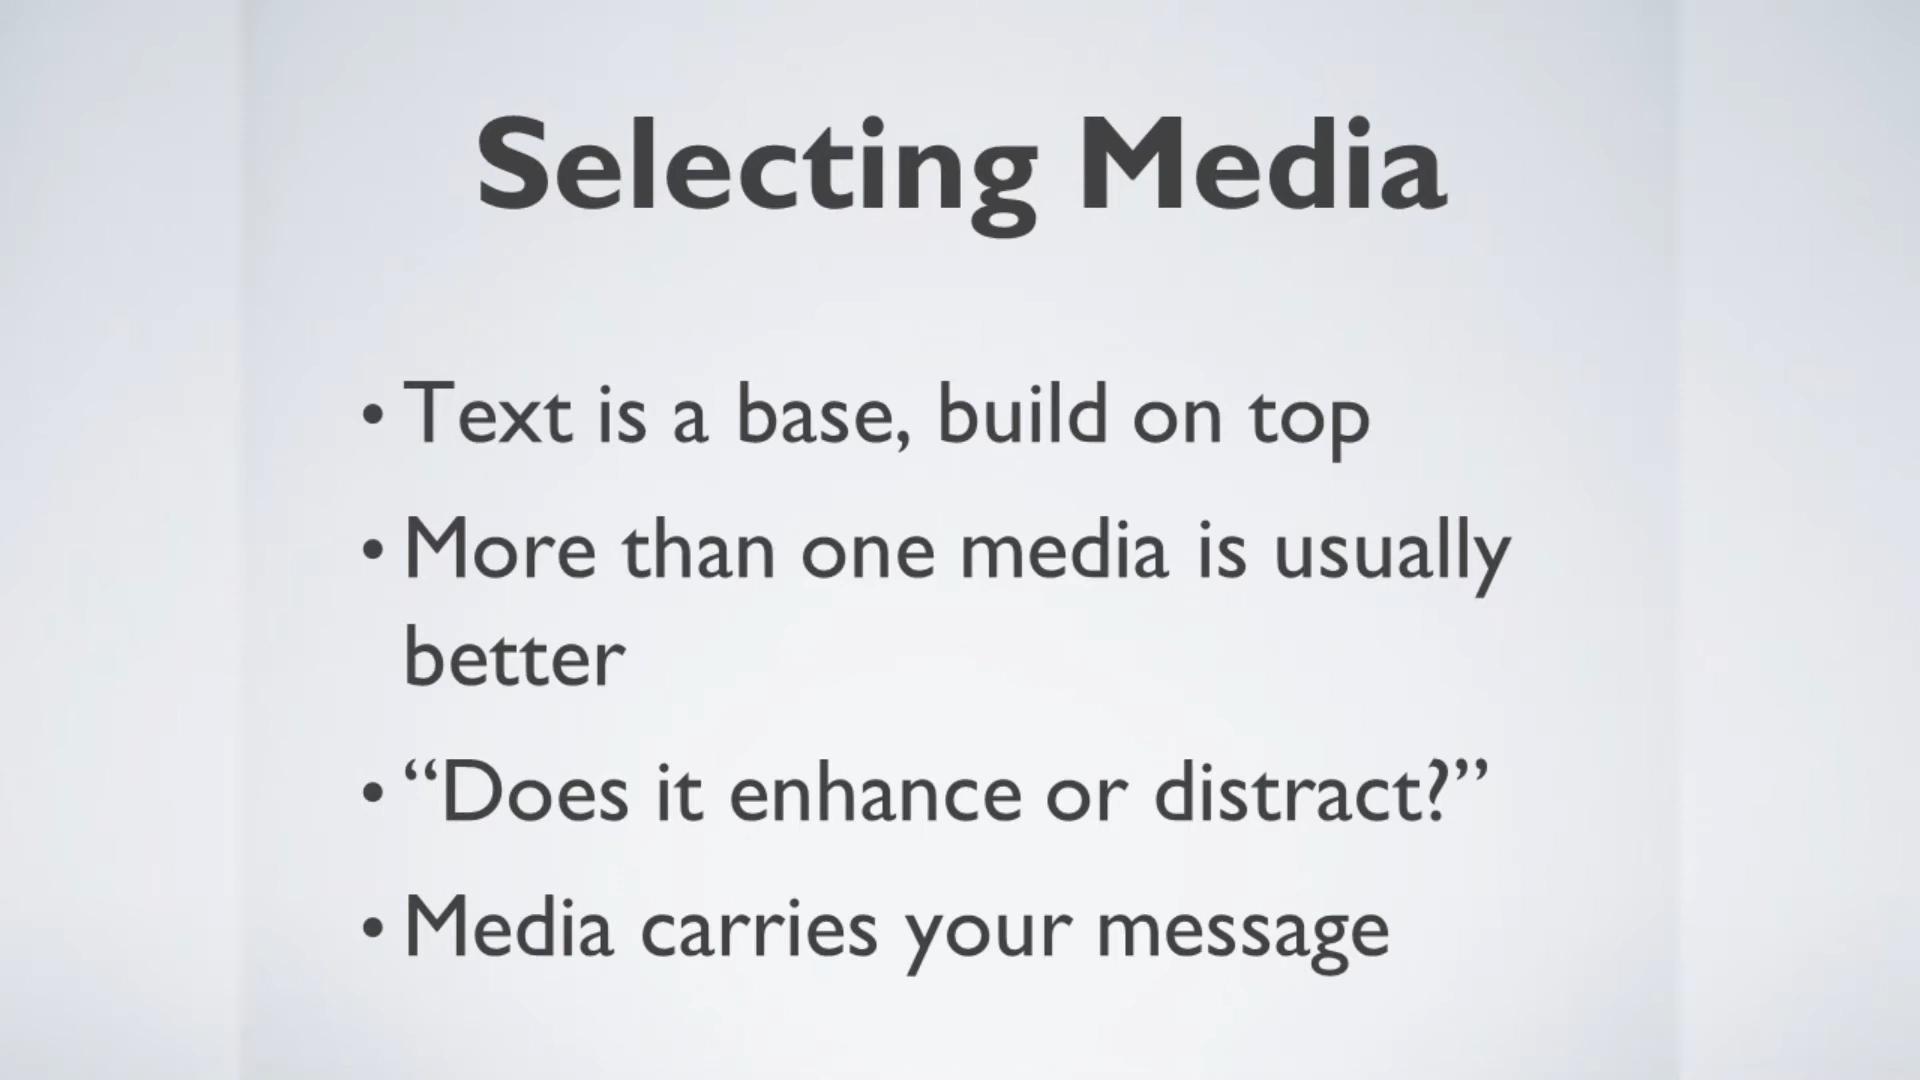 Selecting Media
• Text is a base, build on top
• More than one media is usually
better
• “Does it enhance or distract?”
• Media carries your message